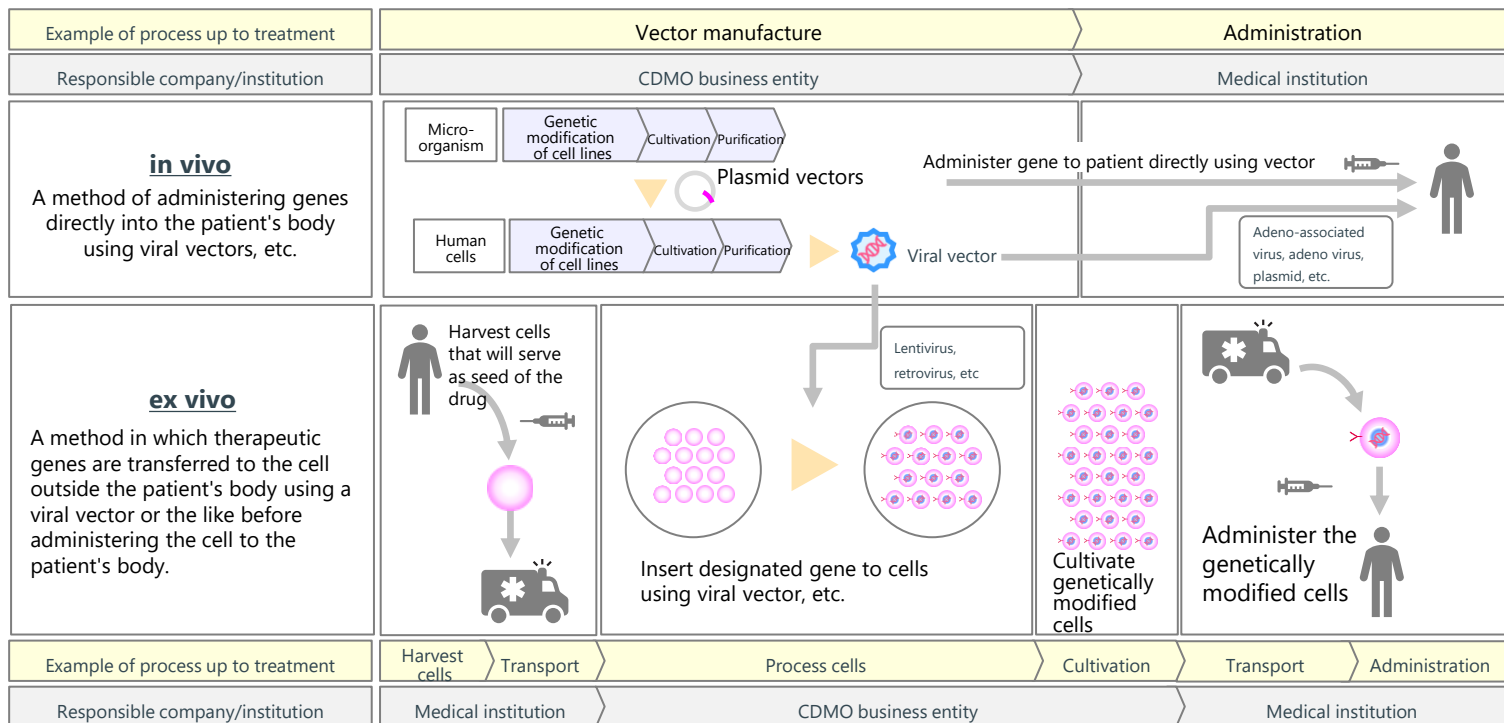 Example of process up to treatment
Vector manufacture
Administration
Responsible company/institution
CDMO business entity
Medical institution
in vivo
A method of administering genes
directly into the patient's body
using viral vectors, etc.
Micro-
organism
Genetic
modification
of cell lines
Cultivation
Purification
Plasmid vectors
Administer gene to patient directly using vector
Human
cells
Genetic
modification
of cell lines
Cultivation
Purification
Viral vector
Adeno-associated
virus, adeno virus,
plasmid, etc.
ex vivo
A method in which therapeutic
genes are transferred to the cell
outside the patient's body using a
viral vector or the like before
administering the cell to the
patient's body.
Harvest cells
that will serve
as seed of the
drug
Lentivirus,
retrovirus, etc
Insert designated gene to cells
using viral vector, etc.
Cultivate
genetically
modified
cells
Administer the
genetically
modified cells
Example of process up to treatment
Harvest
cells
Transport
Process cells
Cultivation
Transport
Administration
Responsible company/institution
Medical institution
CDMO business entity
Medical institution